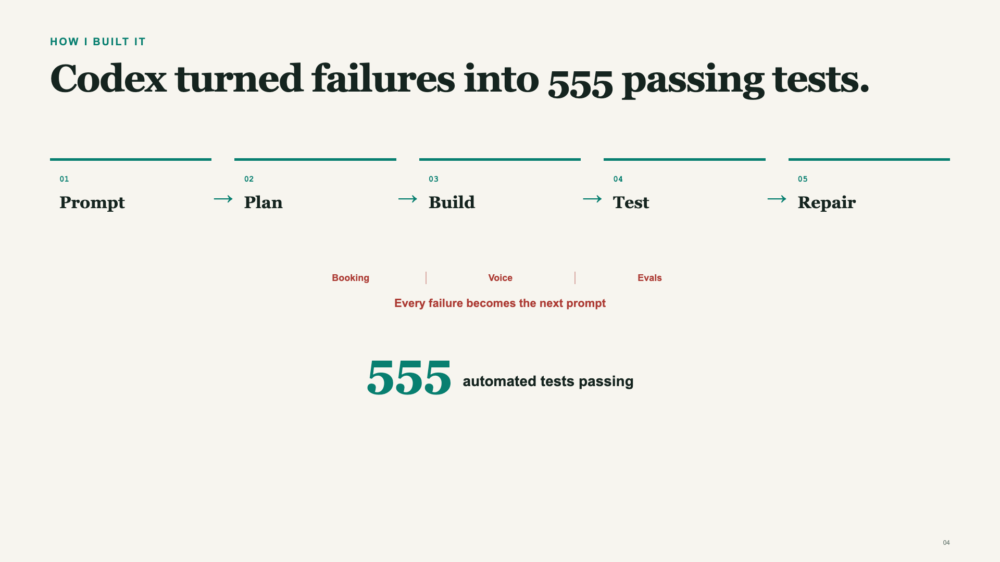 HOW I BUILT IT
Codex turned failures into 555 passing tests.
01
Prompt
→
02
Plan
→
03
Build
→
04
Test
→
05
Repair
Booking | Voice | Evals
Every failure becomes the next prompt
555 automated tests passing
04